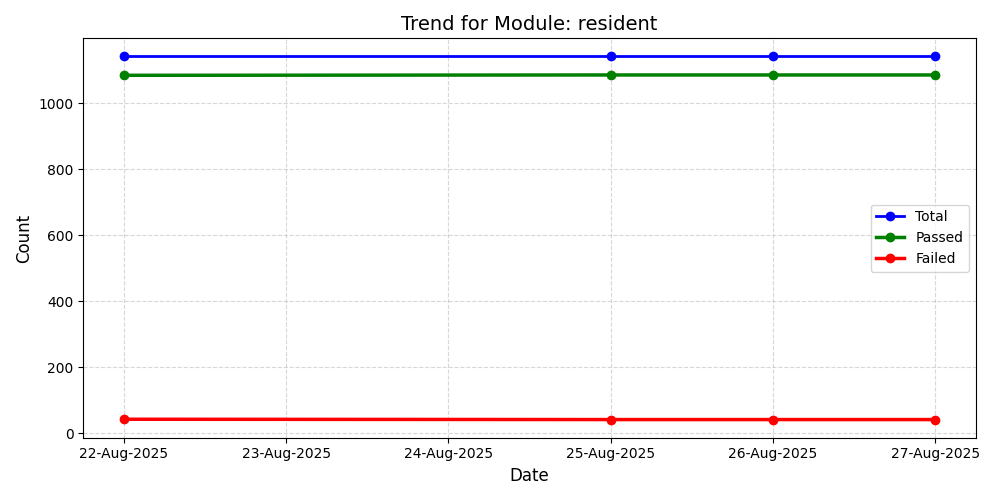 Trend for Module: resident
Count
1000
800
600
400
200
0
Total
Passed
Failed
22-Aug-2025
23-Aug-2025
24-Aug-2025
25-Aug-2025
26-Aug-2025
27-Aug-2025
Date